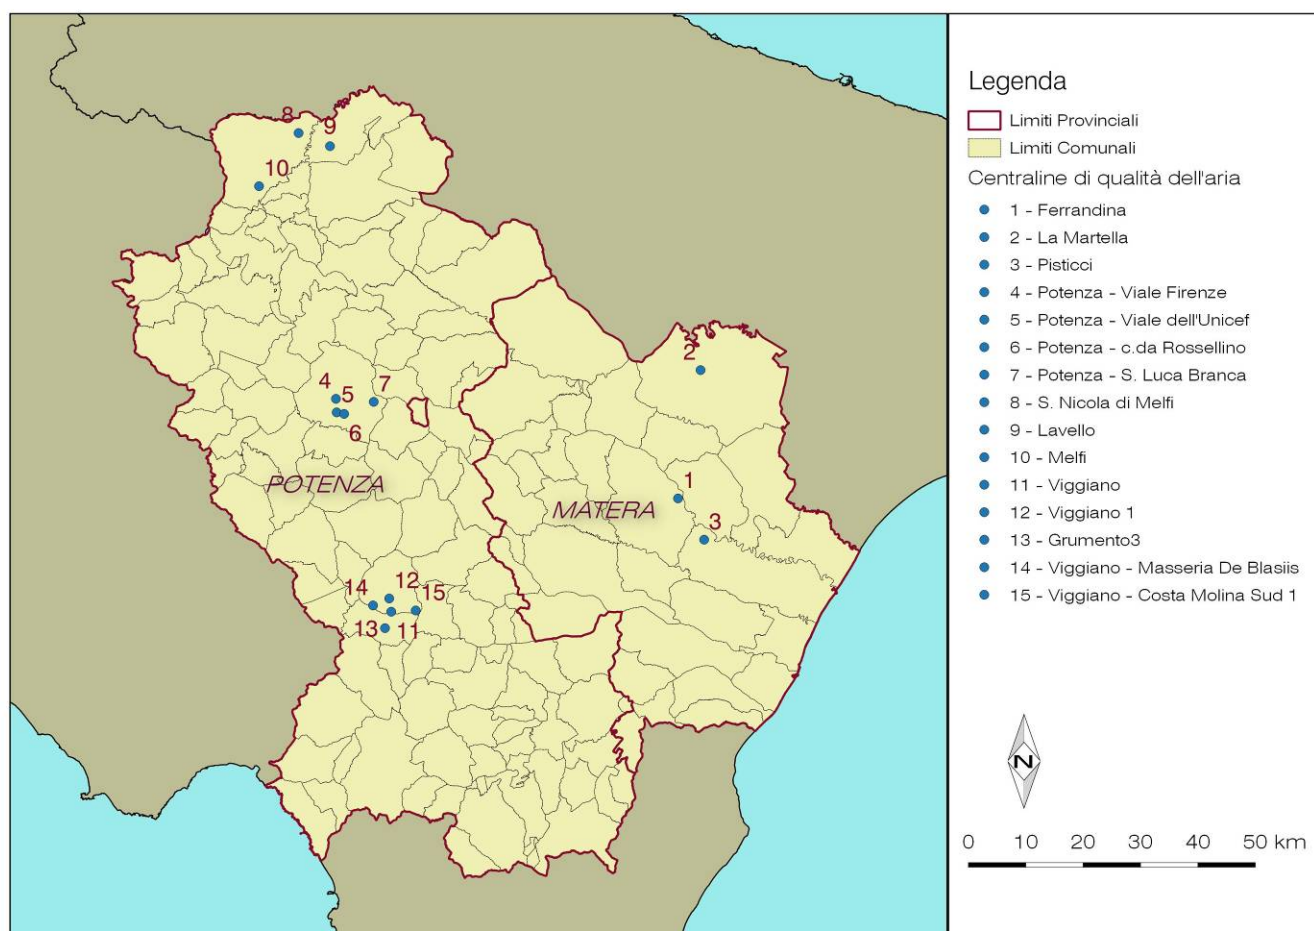 8
9
10
2
4
5
7
6
POTENZA
1
MATERA
3
12
14
15
13
11
Legenda
Limiti Provinciali
Limiti Comunali
Centraline di qualità dell'aria
1 - Ferrandina
2 - La Martella
3 - Pisticci
4 - Potenza - Viale Firenze
5 - Potenza - Viale dell'Unicef
6 - Potenza - c.da Rossellino
7 - Potenza - S. Luca Branca
8 - S. Nicola di Melfi
9 - Lavello
10 - Melfi
11 - Viggiano
12 - Viggiano 1
13 - Grumento3
14 - Viggiano - Masseria De Blasiis
15 - Viggiano - Costa Molina Sud 1
N
0 10 20 30 40 50 km